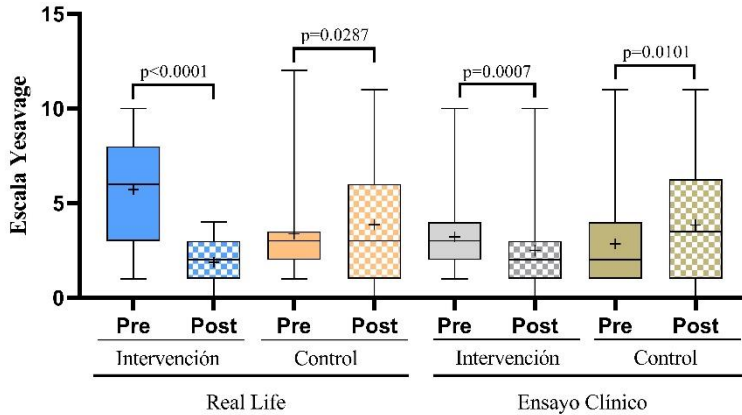 15
10
5
0
Escala Yesavage
p<0.0001
p=0.0287
p=0.0007
p=0.0101
Pre Post Pre Post Pre Post Pre Post
Intervención Control Intervención Control
Real Life Ensayo Clínico